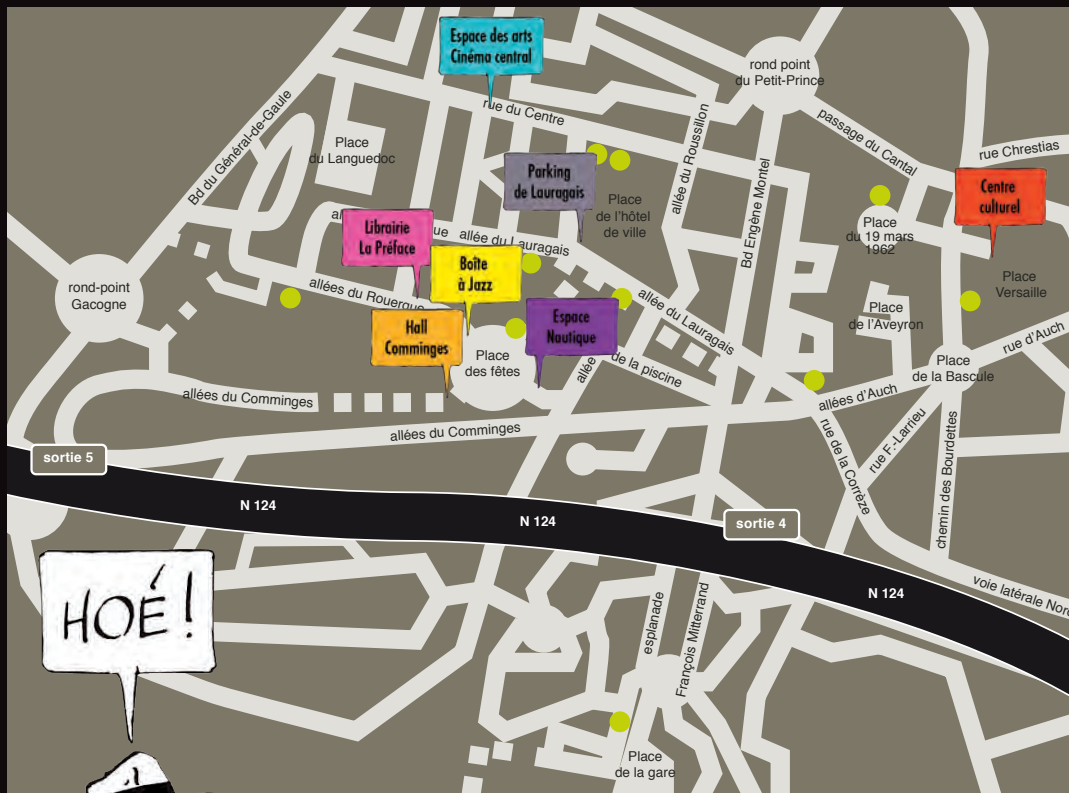 Espace des arts
Cinéma central
rond point
du Petit-Prince
Bd du Général-de-Gaule
rue du Centre
allée du Roussillon
passage du Cantal
rue Chrestias
Place
du Languedoc
Parking
de Lauragais
Place
de l'hôtel
de ville
Bd Engène Montel
Centre
culturel
Place
du 19 mars
1962
Librairie
La Préface
allée du Lauragais
Boîte
à Jazz
Place
Versaille
rond-point
Gacogne
allées du Rouergue
Espace
Nautique
allée du Lauragais
Place
de l'Aveyron
Hall
Comminges
Place
des fêtes
allée
de la piscine
rue d'Auch
Place
de la Bascule
allées du Comminges
allées d'Auch
allées du Comminges
rue F.-Larrieu
rue de la Corrèze
chemin des Bourdettes
sortie 5
N 124
N 124
sortie 4
N 124
voie latérale Nord
HOÉ !
esplanade
François Mitterrand
Place
de la gare